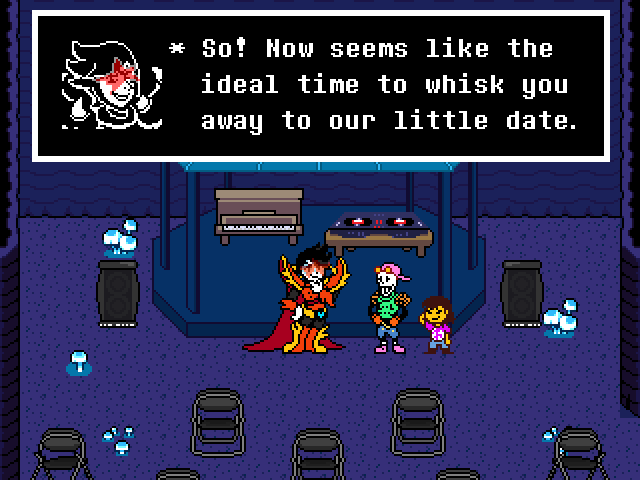 * So! Now seems like the
ideal time to whisk you
away to our little date.